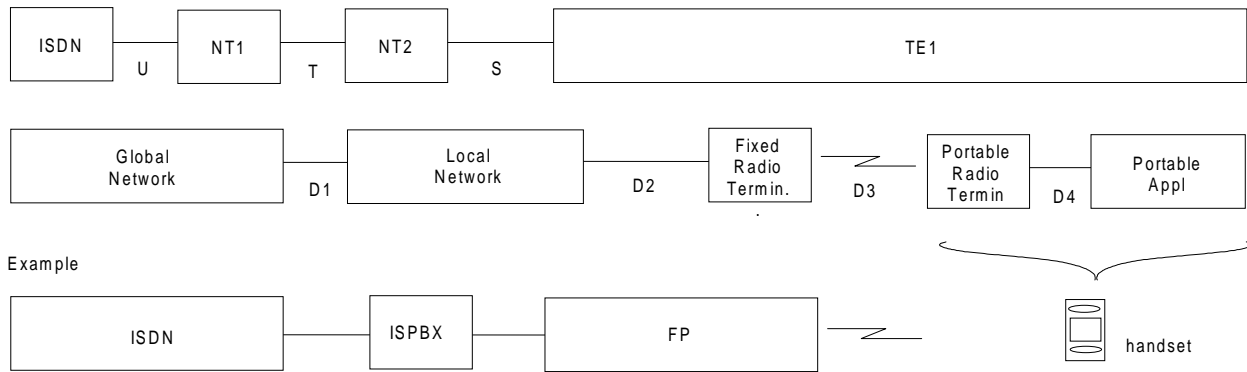 ISDN
NT1
NT2
TE1
U
T
S
Global
Network
Local
Network
Fixed
Radio
Termin.
.
Portable
Radio
Termin
Portable
Appl
D1
D2
D3
D4
Example
ISDN
ISPBX
FP
handset